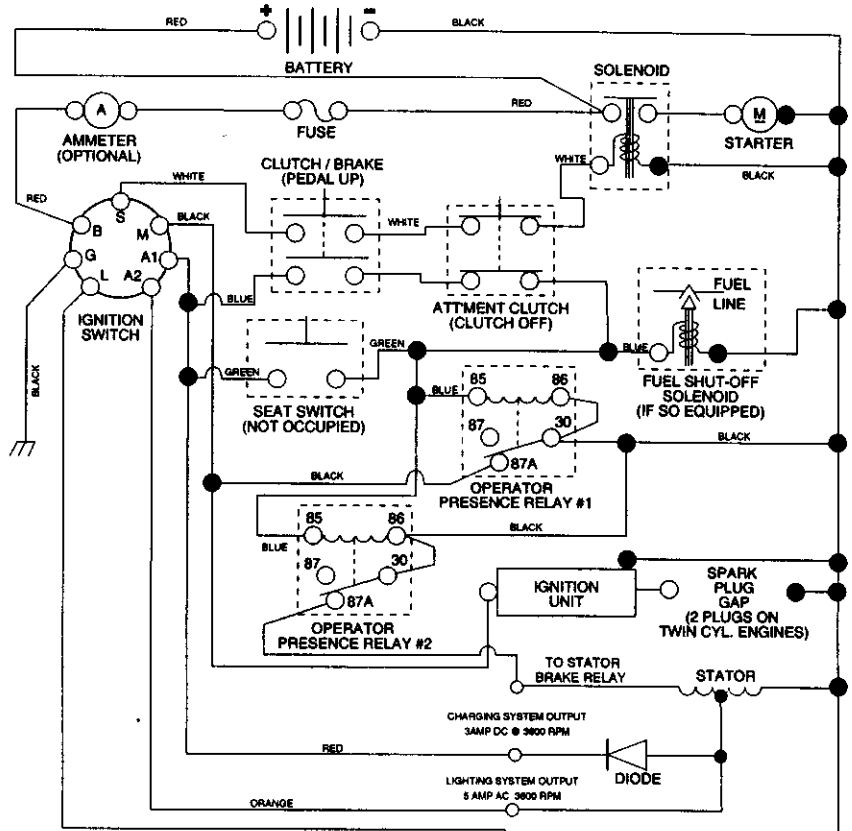 RED
+
-
BLACK
BATTERY
SOLENOID
A
RED
M
AMMETER
(OPTIONAL)
FUSE
STARTER
CLUTCH / BRAKE
(PEDAL UP)
WHITE
WHITE
BLACK
RED
S
BLACK
WHITE
B
M
G
A1
L
A2
ATT'MENT CLUTCH
(CLUTCH OFF)
FUEL
LINE
BLUE
IGNITION
SWITCH
GREEN
BLUE
BLACK
GREEN
SEAT SWITCH
(NOT OCCUPIED)
FUEL SHUT-OFF
SOLENOID
(IF SO EQUIPPED)
BLUE
85
86
87
30
BLACK
87A
BLACK
OPERATOR
PRESENCE RELAY #1
85
86
BLACK
BLUE
87
30
87A
OPERATOR
PRESENCE RELAY #2
IGNITION
UNIT
SPARK
PLUG
GAP
(2 PLUGS ON
TWIN CYL. ENGINES)
TO STATOR
BRAKE RELAY
STATOR
CHARGING SYSTEM OUTPUT
3AMP DC @ 3600 RPM
RED
DIODE
LIGHTING SYSTEM OUTPUT
5 AMP AC 3600 RPM
ORANGE